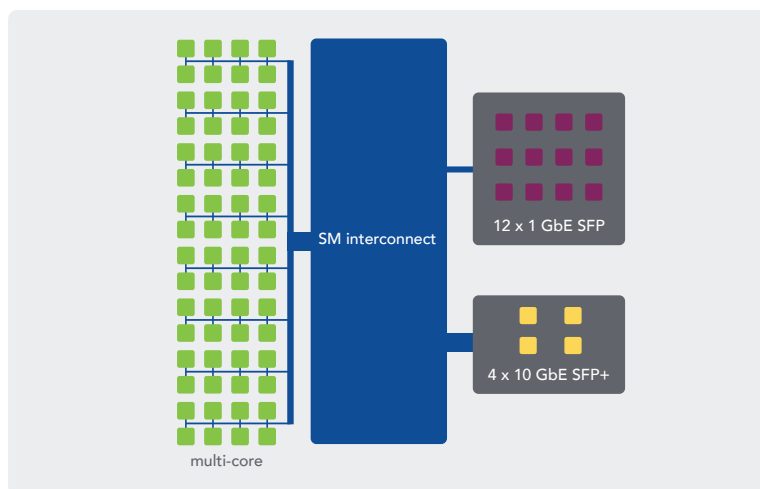 SM interconnect
12 x 1 GbE SFP
4 x 10 GbE SFP+
multi-core